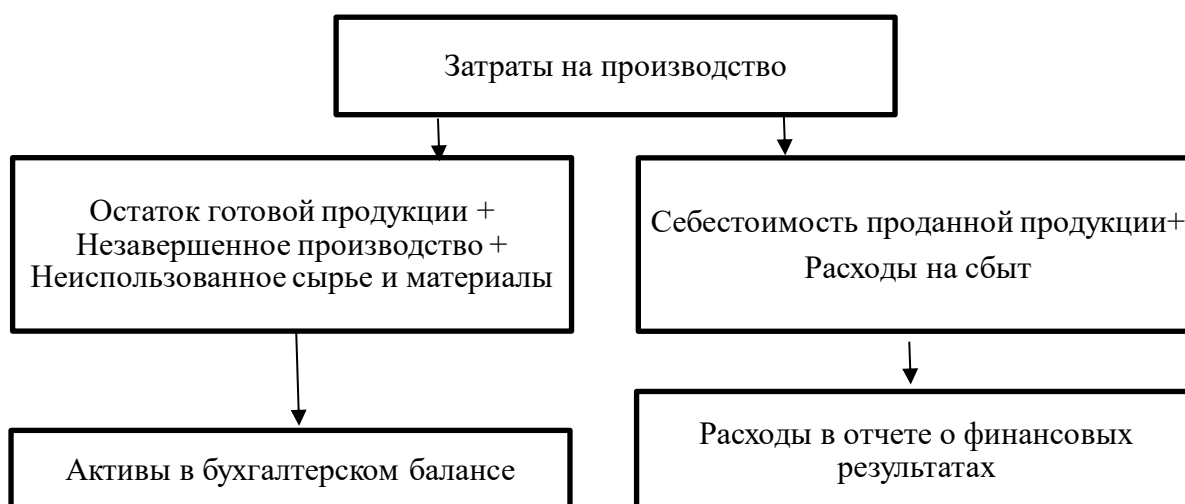 Затраты на производство
Остаток готовой продукции +
Незавершенное производство +
Неиспользованное сырье и материалы
Себестоимость проданной продукции+
Расходы на сбыт
Активы в бухгалтерском балансе
Расходы в отчете о финансовых
результатах